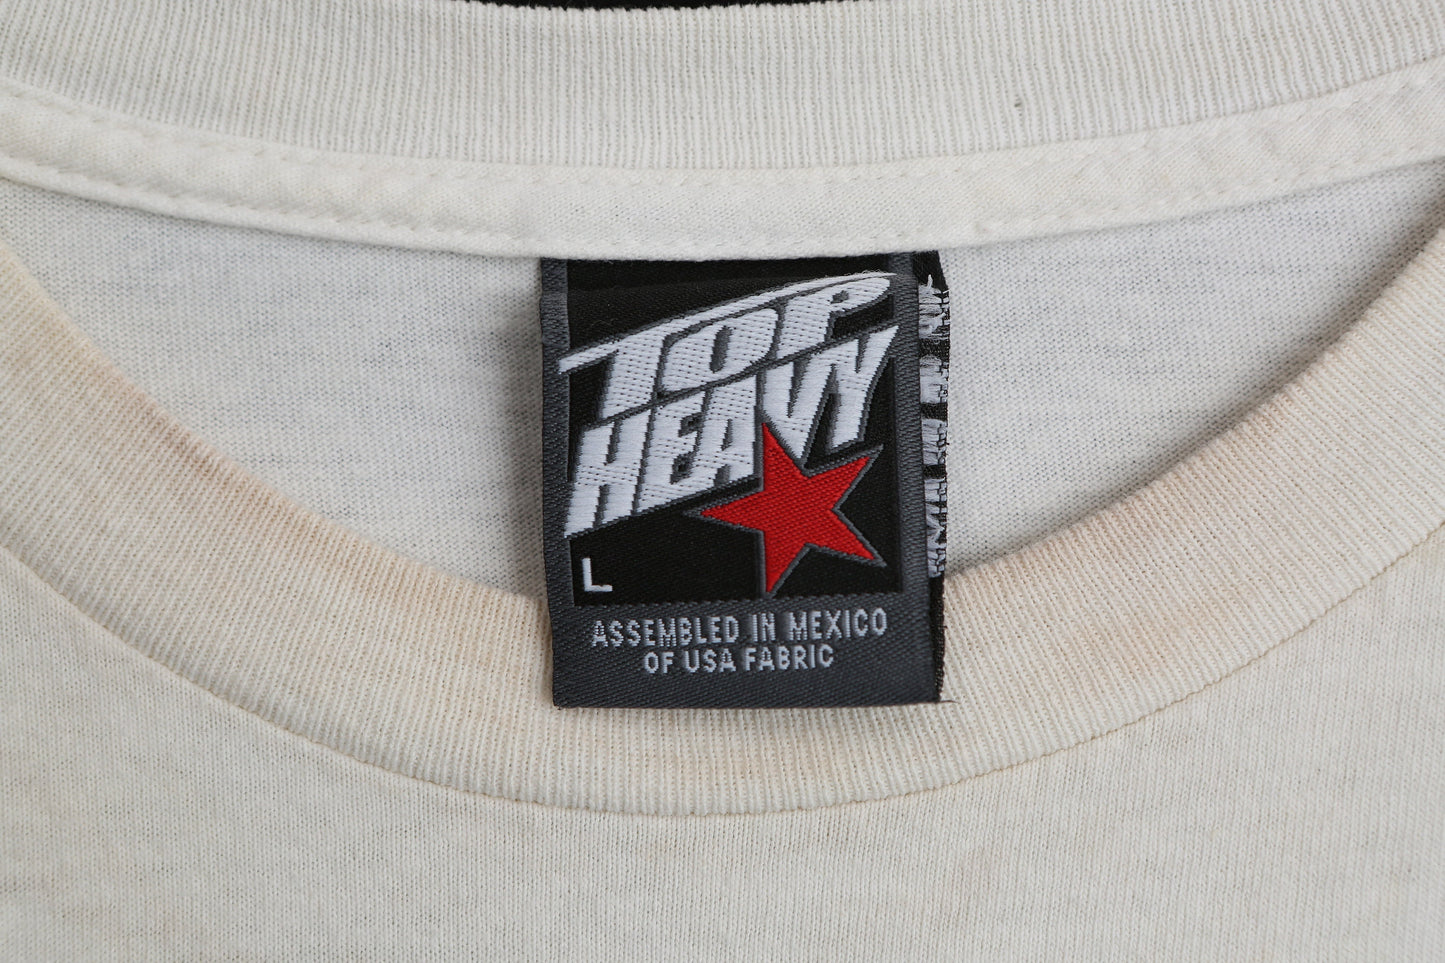 TOP
HEAVY
L
ASSEMBLED IN MEXICO
OF USA FABRIC